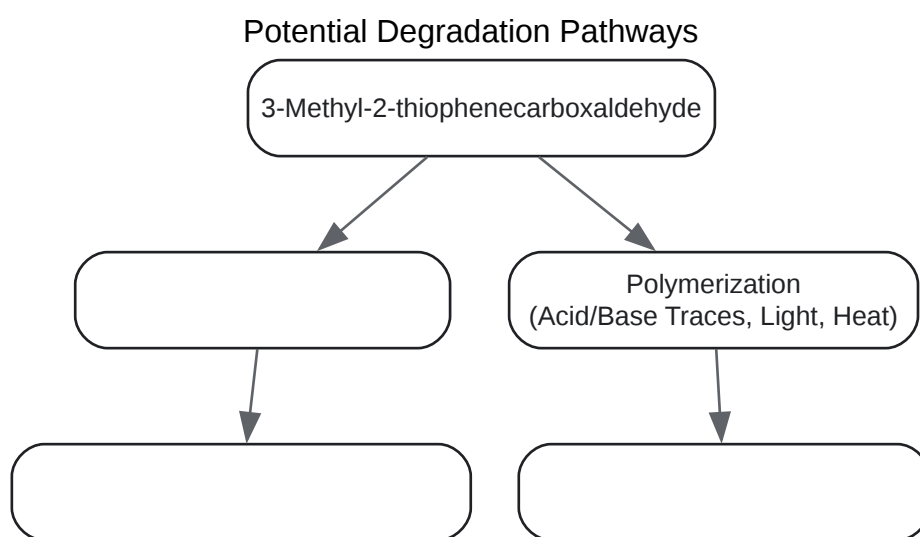 Potential Degradation Pathways
3-Methyl-2-thiophenecarboxaldehyde
Polymerization
(Acid/Base Traces, Light, Heat)